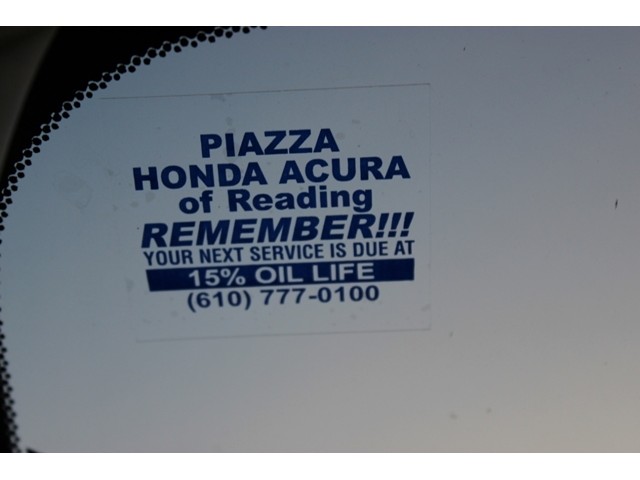 PIAZZA
HONDA ACURA
of Reading
REMEMBER!!!
YOUR NEXT SERVICE IS DUE AT
15% OIL LIFE
(610) 777-0100